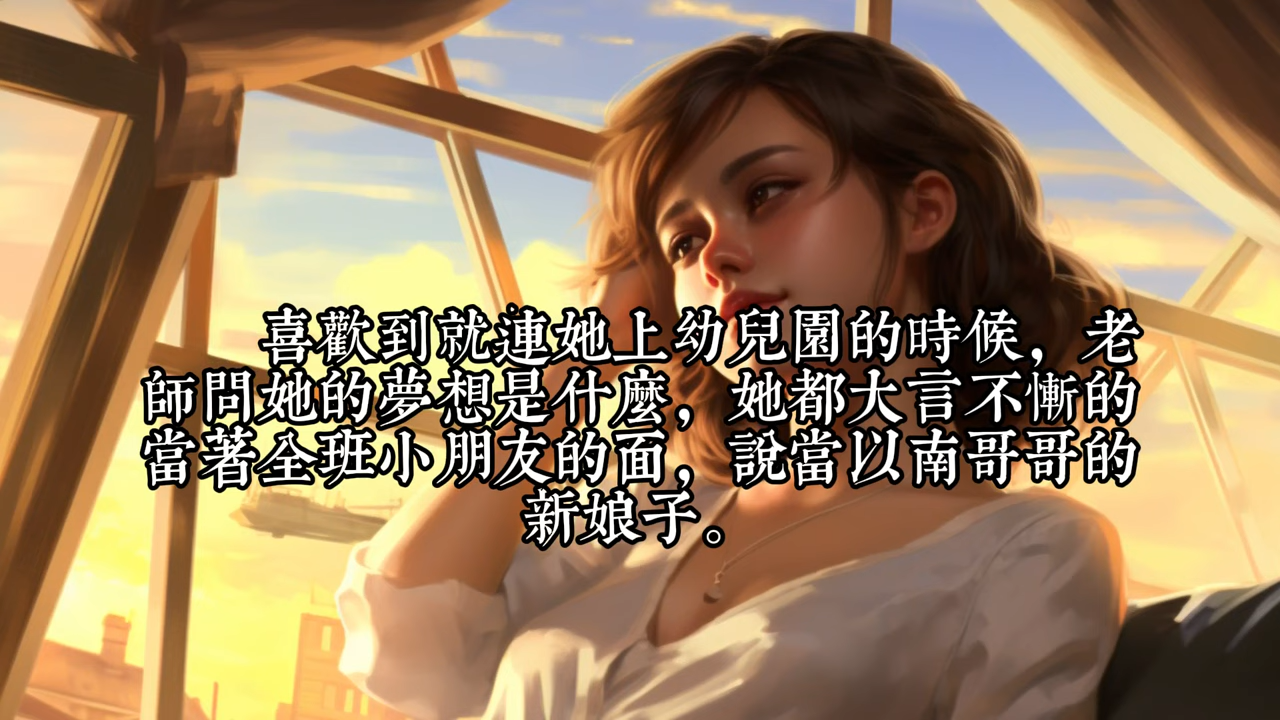 喜歡到就連她上幼兒園的時候，老
師問她的夢想是什麼，她都大言不慚的
當著全班小朋友的面，說當以南哥哥的
新娘子。